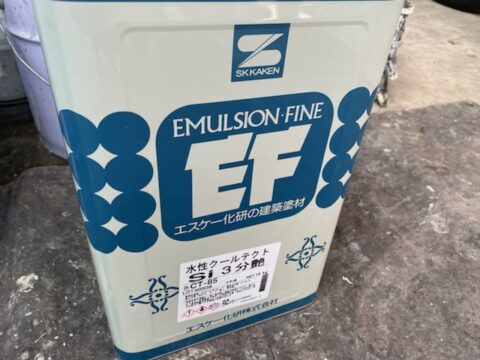 SK KAKEN
EMULSION·FINE
EF
エスケー化研の建築塗材
水性クールテクト
Si 3分艶
CT-85
エスケー化研株式会社